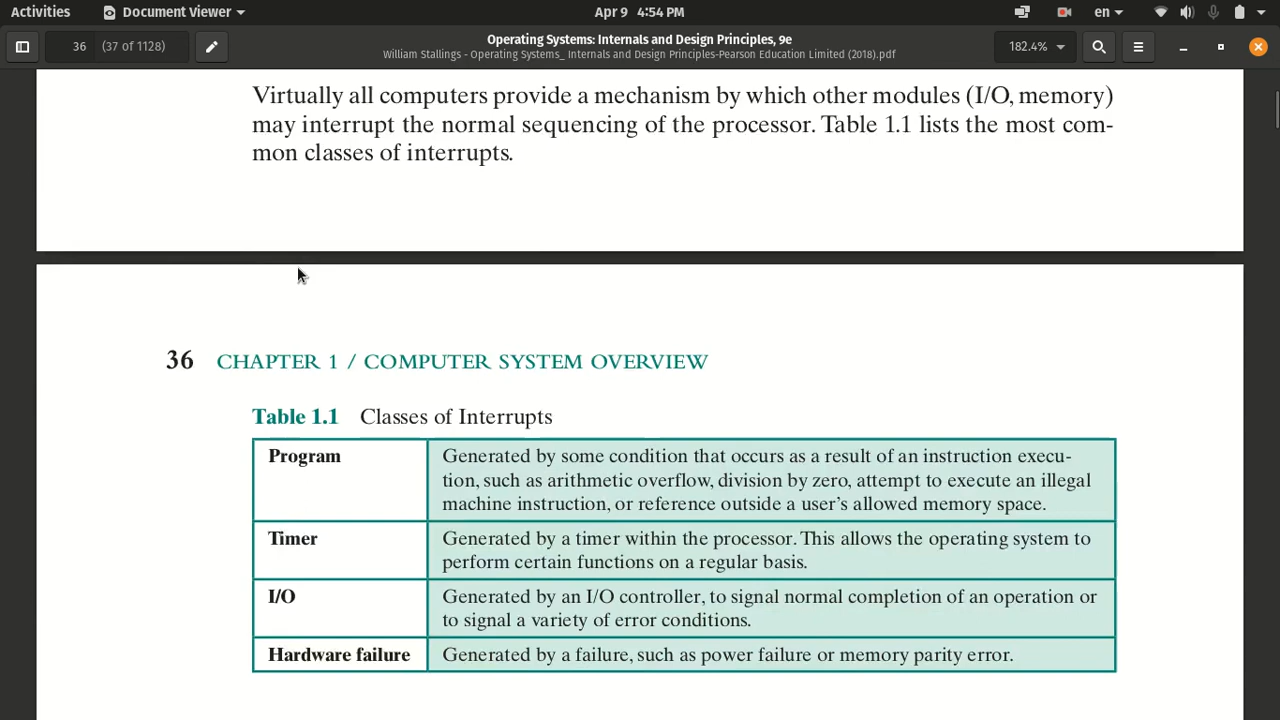 Activities
Document Viewer
Apr 9 4:54 PM
en
36
(37 of 1128)
Operating Systems: Internals and Design Principles, 9e
William Stallings - Operating Systems_ Internals and Design Principles-Pearson Education Limited (2018).pdf
182.4%
Virtually all computers provide a mechanism by which other modules (I/O, memory)
may interrupt the normal sequencing of the processor. Table 1.1 lists the most com-
mon classes of interrupts.
36 CHAPTER 1 / COMPUTER SYSTEM OVERVIEW
Table 1.1 Classes of Interrupts
Program
Generated by some condition that occurs as a result of an instruction execu-
tion, such as arithmetic overflow, division by zero, attempt to execute an illegal
machine instruction, or reference outside a user's allowed memory space.
Timer
Generated by a timer within the processor. This allows the operating system to
perform certain functions on a regular basis.
I/O
Generated by an I/O controller, to signal normal completion of an operation or
to signal a variety of error conditions.
Hardware failure
Generated by a failure, such as power failure or memory parity error.